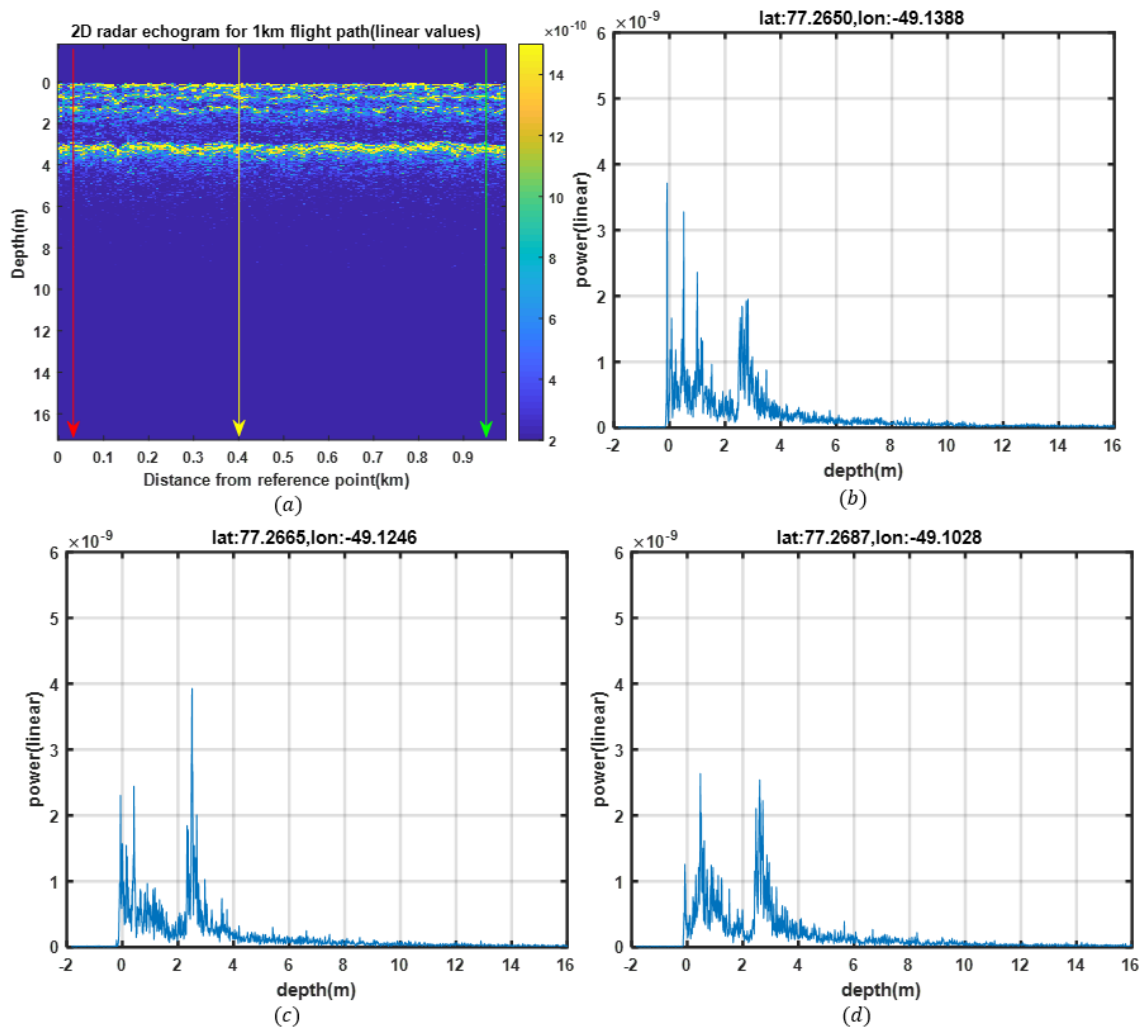 2D radar echogram for 1km flight path(linear values)
×10⁻¹⁰
0
2
4
6
8
10
12
14
16
Depth(m)
0 0.1 0.2 0.3 0.4 0.5 0.6 0.7 0.8 0.9
Distance from reference point(km)
14
12
10
8
6
4
2
(a)
lat:77.2650,lon:-49.1388
×10⁻⁹
6
5
4
3
2
1
0
power(linear)
-2 0 2 4 6 8 10 12 14 16
depth(m)
(b)
lat:77.2665,lon:-49.1246
×10⁻⁹
6
5
4
3
2
1
0
power(linear)
-2 0 2 4 6 8 10 12 14 16
depth(m)
(c)
lat:77.2687,lon:-49.1028
×10⁻⁹
6
5
4
3
2
1
0
power(linear)
-2 0 2 4 6 8 10 12 14 16
depth(m)
(d)